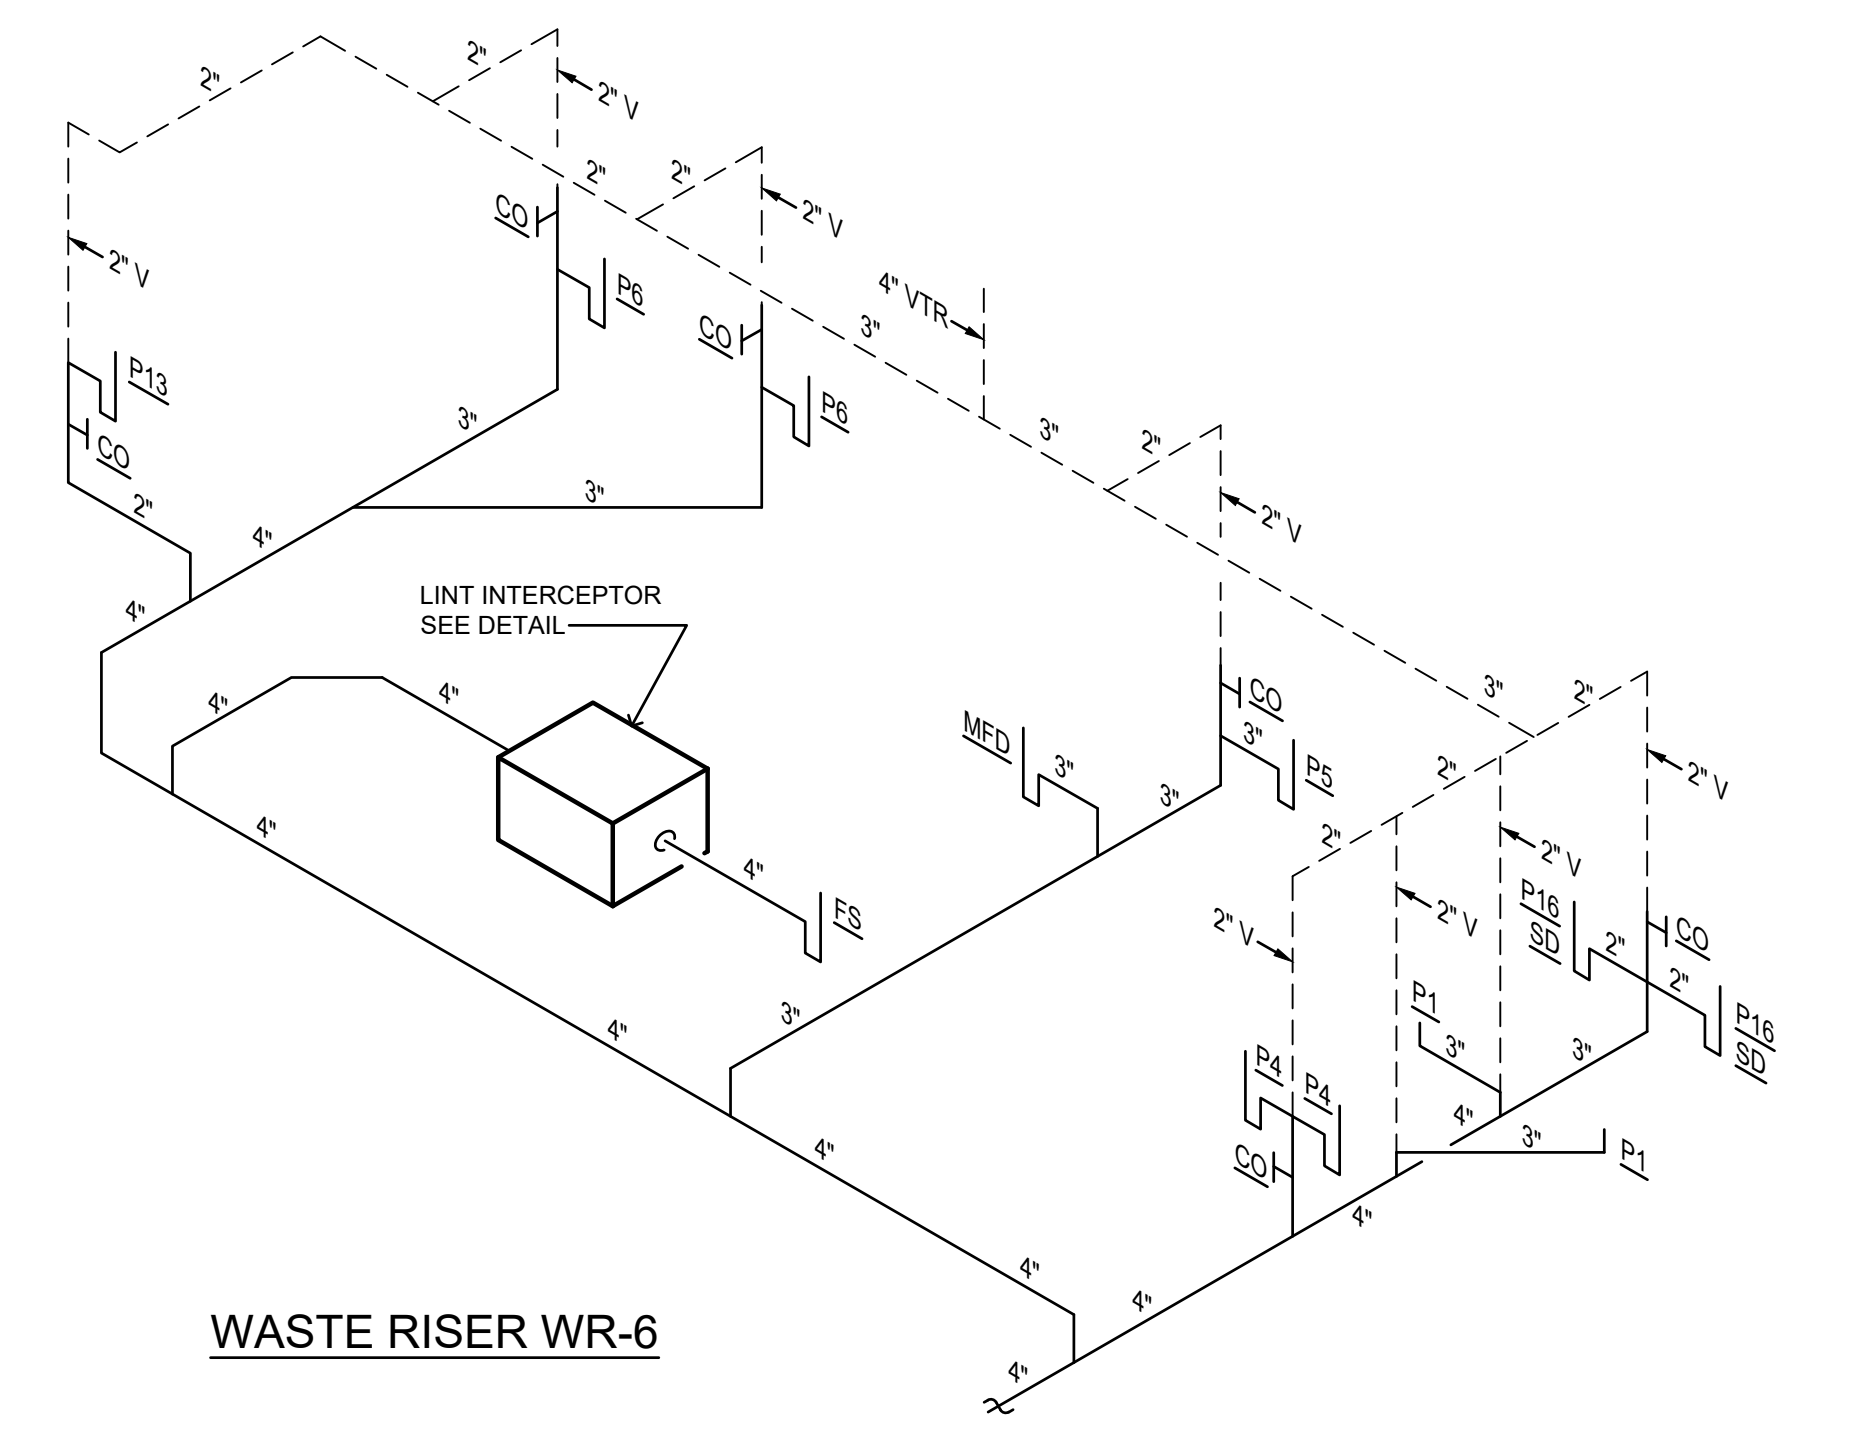 2"
2"
2" V
2"
2"
2" V
CO
2" V
P6
4" VTR
3"
CO
P13
P6
3"
3"
2"
CO
3"
2"
2" V
4"
4"
LINT INTERCEPTOR
SEE DETAIL
4"
4"
CO
3"
2"
MFD
3"
3"
P5
2"
2" V
4"
2"
2" V
4"
P16
SD
FS
2" V
2" V
2"
CO
2"
P1
3"
4"
P16
SD
3"
3"
P4
P4
4"
3"
P1
4"
CO
4"
4"
4"
WASTE RISER WR-6
4"